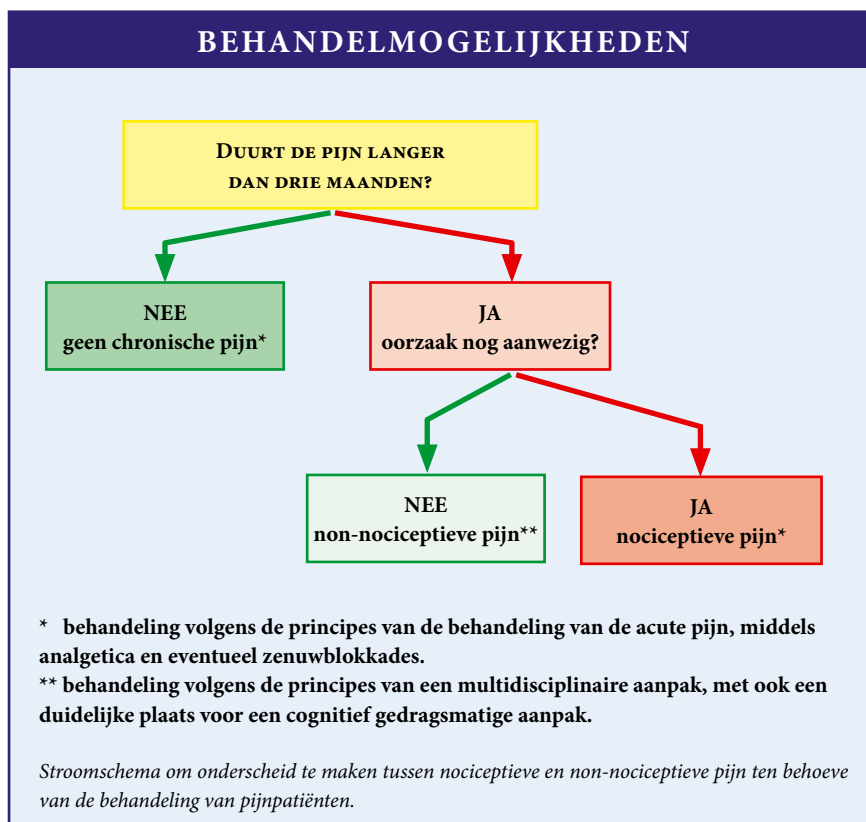 BEHANDELMOGELIJKHEDEN
DUURT DE PIJN LANGER
DAN DRIE MAANDEN?
NEE
geen chronische pijn*
JA
oorzaak nog aanwezig?
NEE
non-nociceptieve pijn**
JA
nociceptieve pijn*
* behandeling volgens de principes van de behandeling van de acute pijn, middels
analgetica en eventueel zenuwblokkades.
** behandeling volgens de principes van een multidisciplinaire aanpak, met ook een
duidelijke plaats voor een cognitief gedragsmatige aanpak.
Stroomschema om onderscheid te maken tussen nociceptieve en non-nociceptieve pijn ten behoeve
van de behandeling van pijnpatiënten.